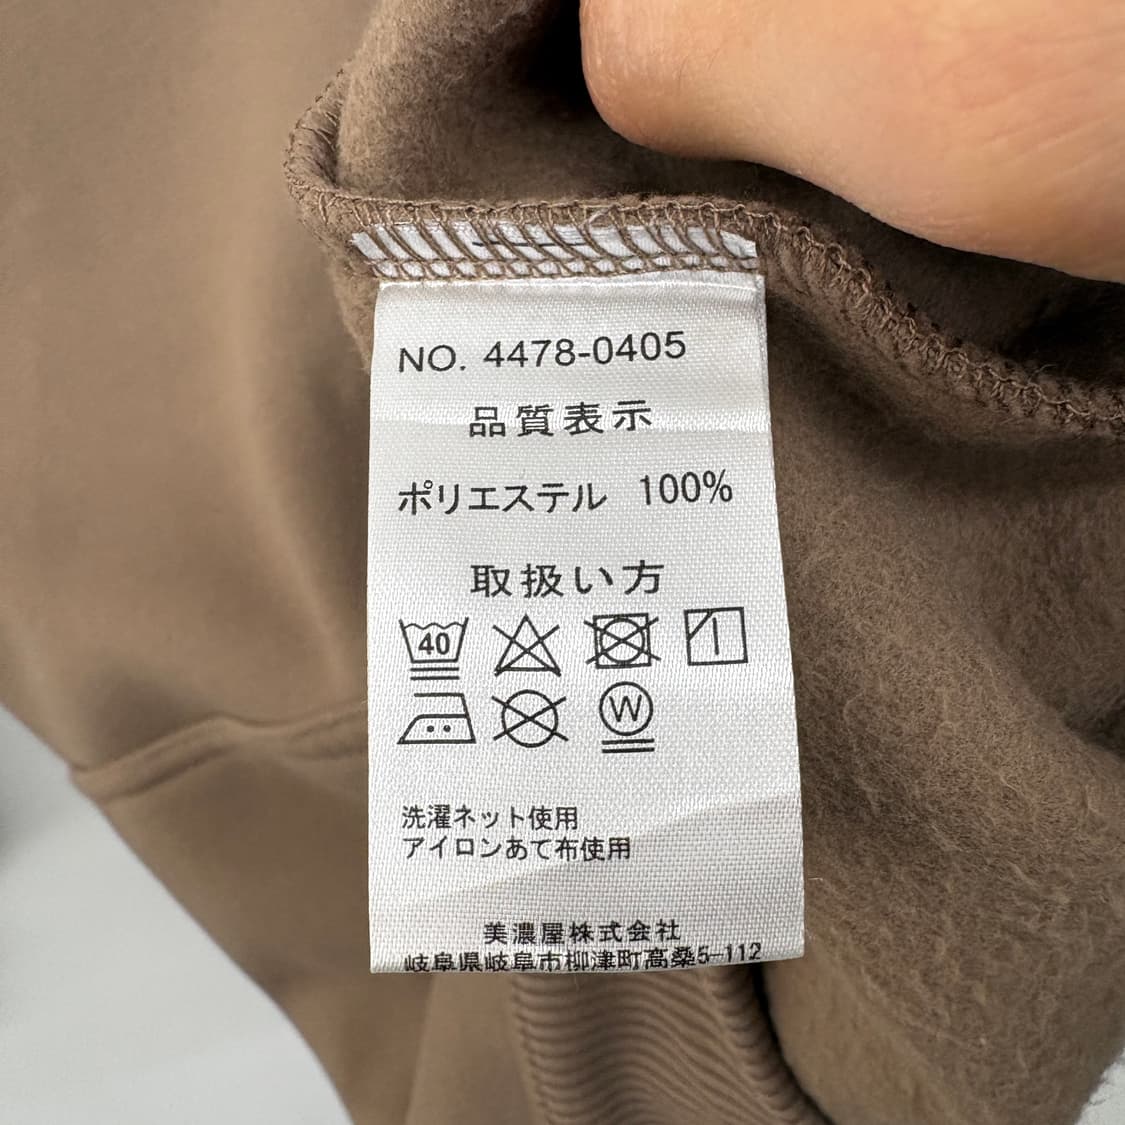 NO. 4478-0405
品質表示
ポリエステル 100%
取扱い方
40
W
洗濯ネット使用
アイロンあて布使用
美濃屋株式会社
岐阜県岐阜市柳津町高桑5-112